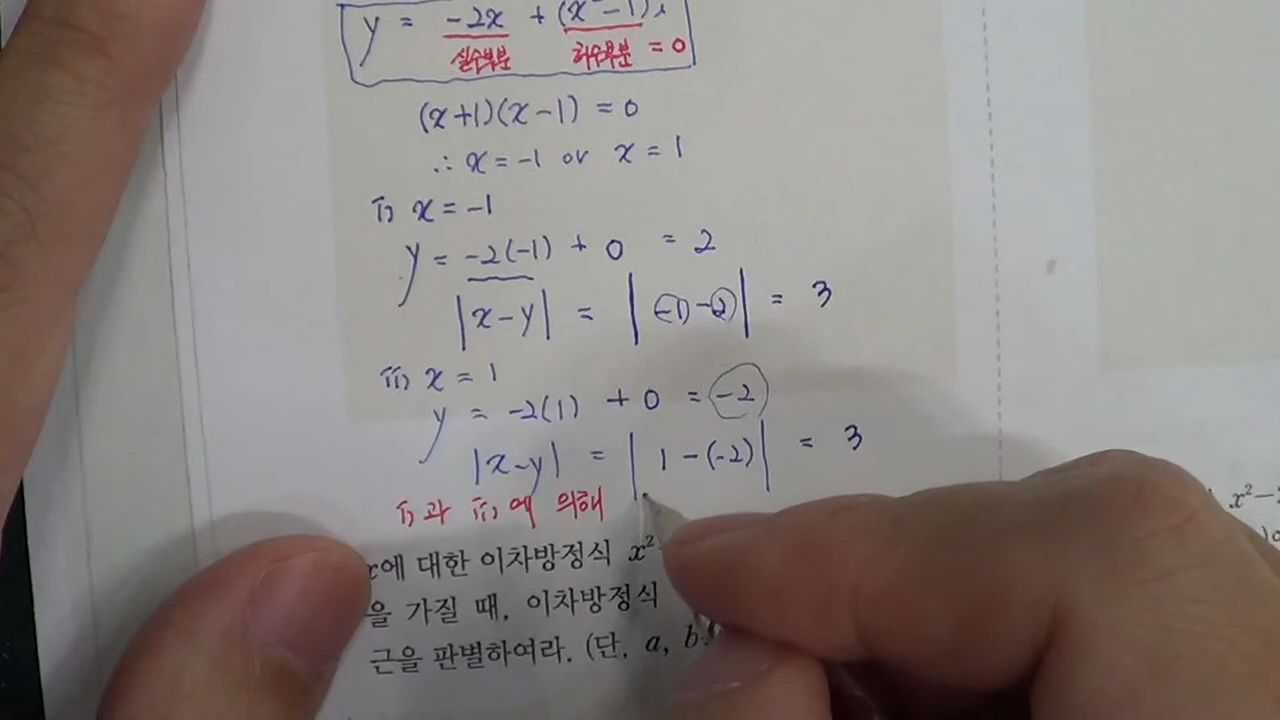 y = -2x + (x²-1)i
실수부분 허수부분 = 0
(x+1)(x-1) = 0
∴ x = -1 or x = 1
i) x = -1
y = -2(-1) + 0 = 2
|x-y| = |(-1)-2| = 3
ii) x = 1
y = -2(1) + 0 = -2
|x-y| = |1-(-2)| = 3
i)과 ii)에 의해
x에 대한 이차방정식 x²
을 가질 때, 이차방정식
근을 판별하여라. (단, a, b
x²-